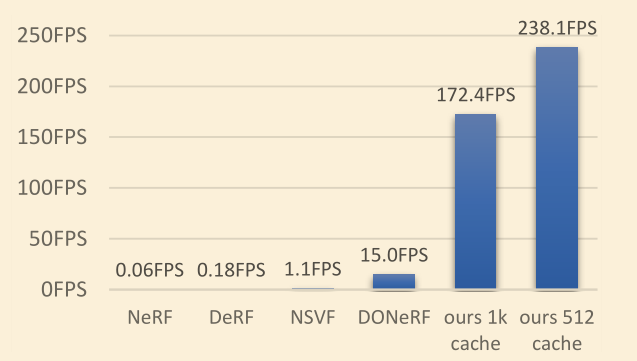 250FPS
200FPS
150FPS
100FPS
50FPS
0FPS
0.06FPS
0.18FPS
1.1FPS
15.0FPS
172.4FPS
238.1FPS
NeRF
DeRF
NSVF
DONeRF
ours 1k
cache
ours 512
cache